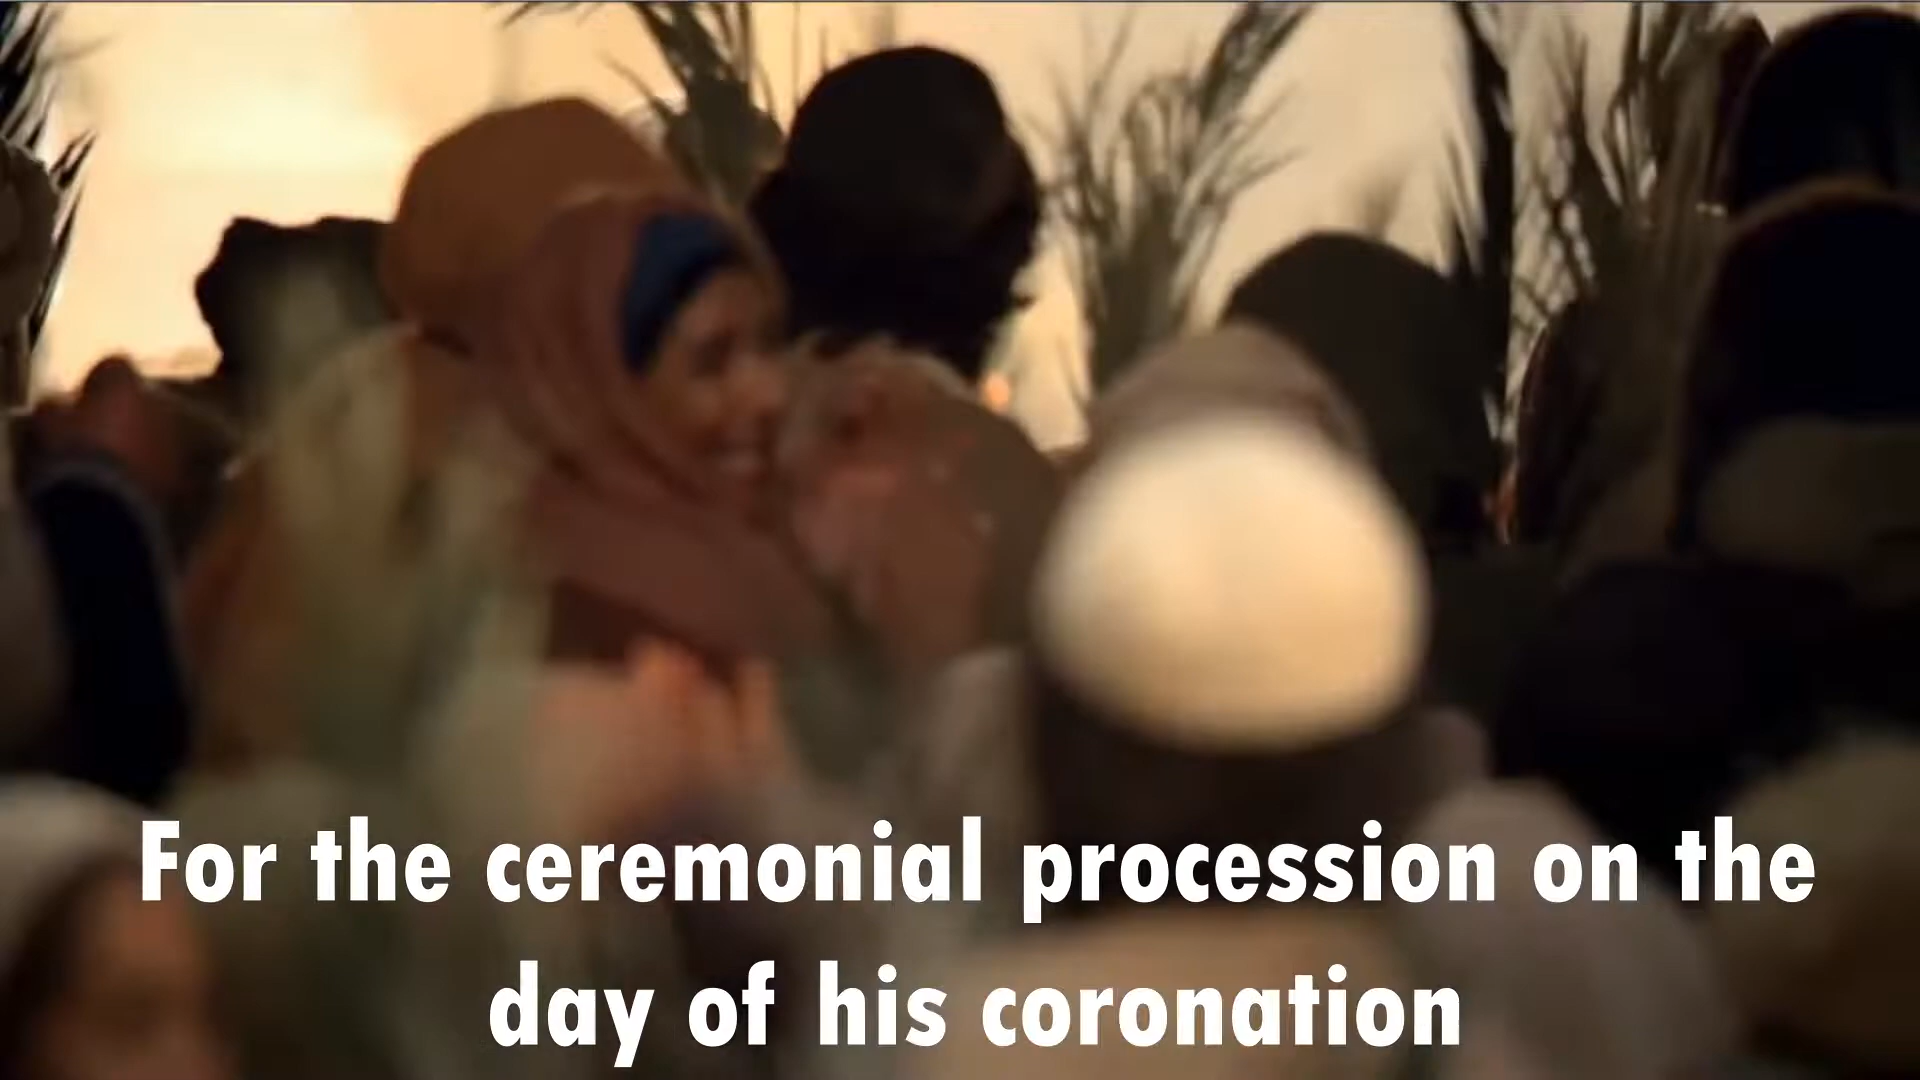 For the ceremonial procession on the
day of his coronation